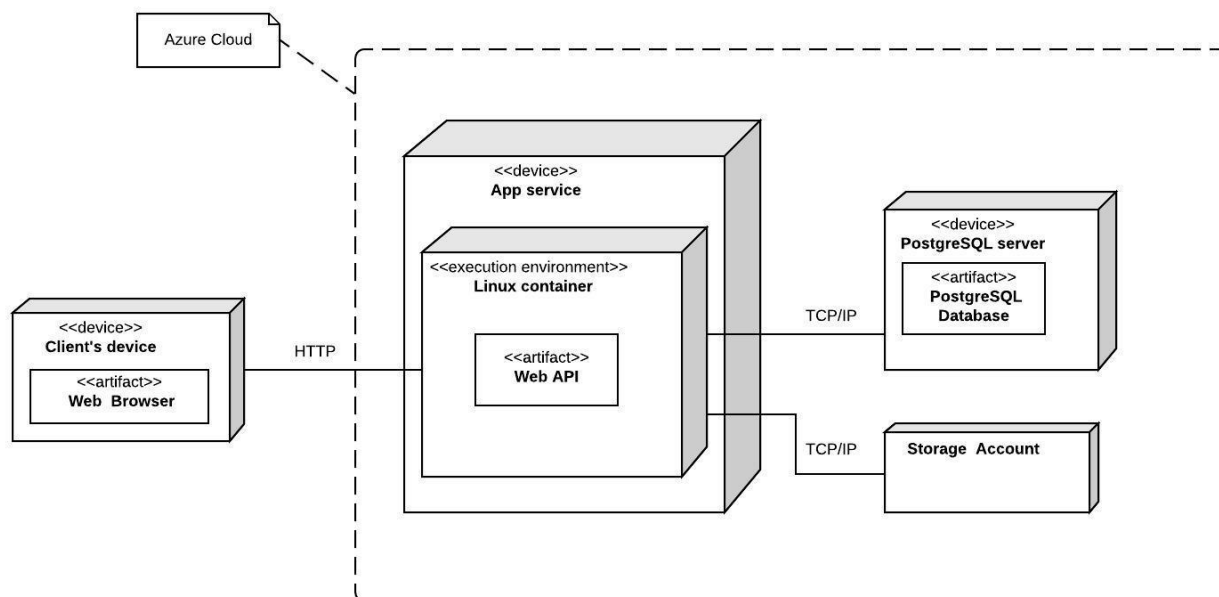 Azure Cloud
<<device>>
App service
<<execution environment>>
Linux container
<<artifact>>
Web API
<<device>>
PostgreSQL server
<<artifact>>
PostgreSQL
Database
<<device>>
Client's device
<<artifact>>
Web Browser
HTTP
TCP/IP
TCP/IP
Storage Account